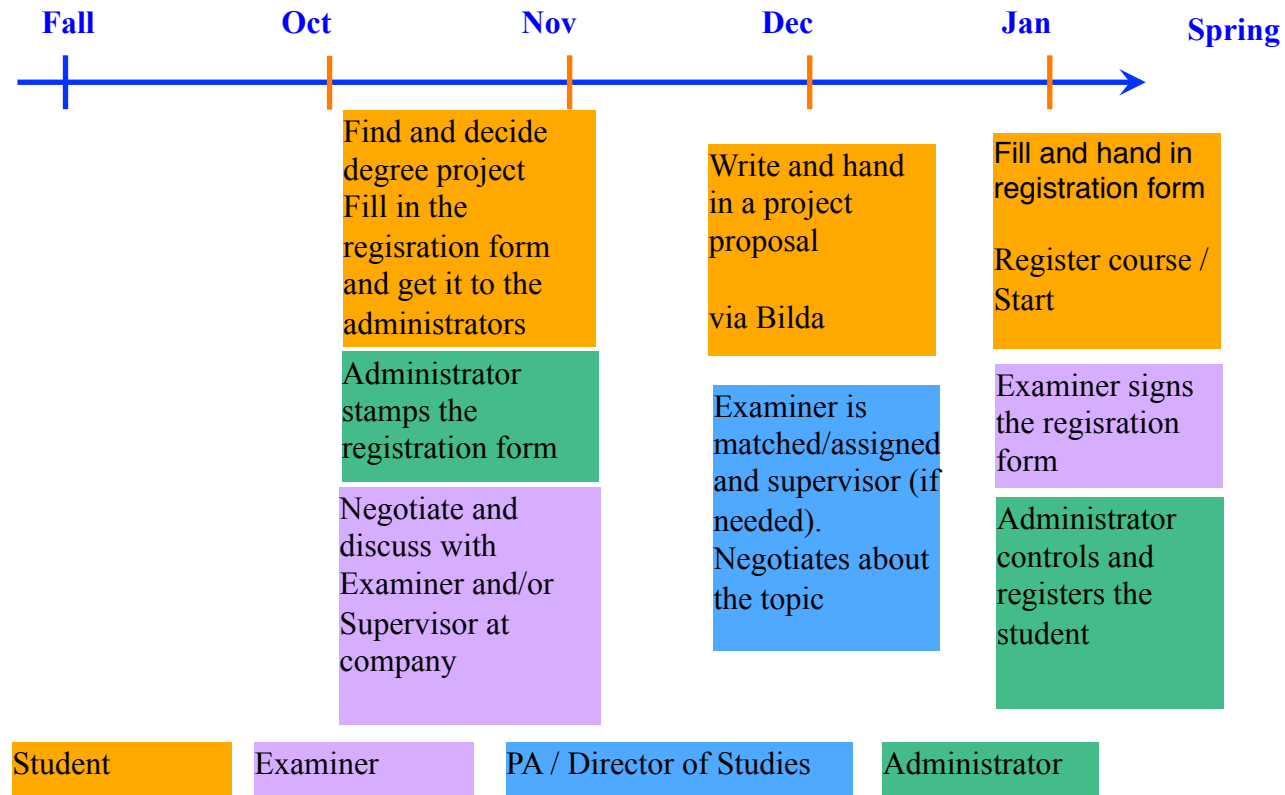 Fall
Oct
Nov
Dec
Jan
Spring
Find and decide
degree project
Fill in the
regisration form
and get it to the
administrators
Administrator
stamps the
registration form
Negotiate and
discuss with
Examiner and/or
Supervisor at
company
Write and hand
in a project
proposal
via Bilda
Examiner is
matched/assigned
and supervisor (if
needed).
Negotiates about
the topic
Fill and hand in
registration form
Register course /
Start
Examiner signs
the regisration
form
Administrator
controls and
registers the
student
Student
Examiner
PA / Director of Studies
Administrator